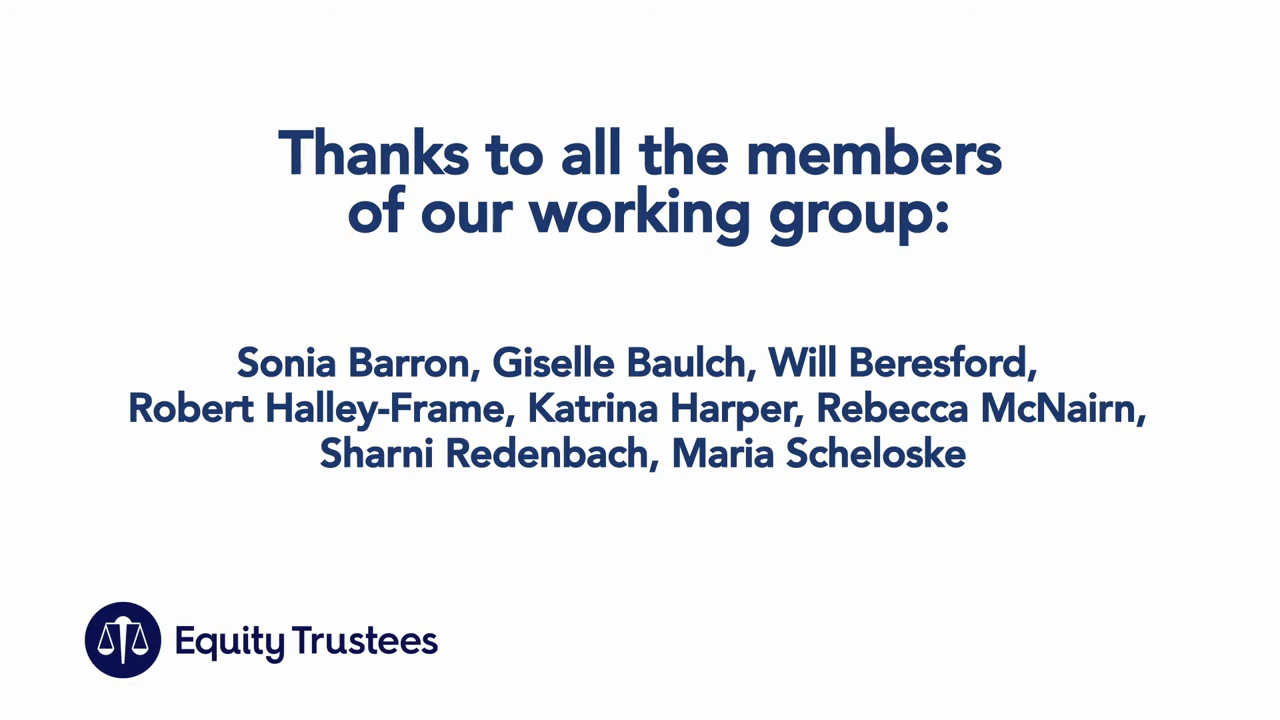 Thanks to all the members
of our working group:
Sonia Barron, Giselle Baulch, Will Beresford,
Robert Halley-Frame, Katrina Harper, Rebecca McNairn,
Sharni Redenbach, Maria Scheloske
Equity Trustees